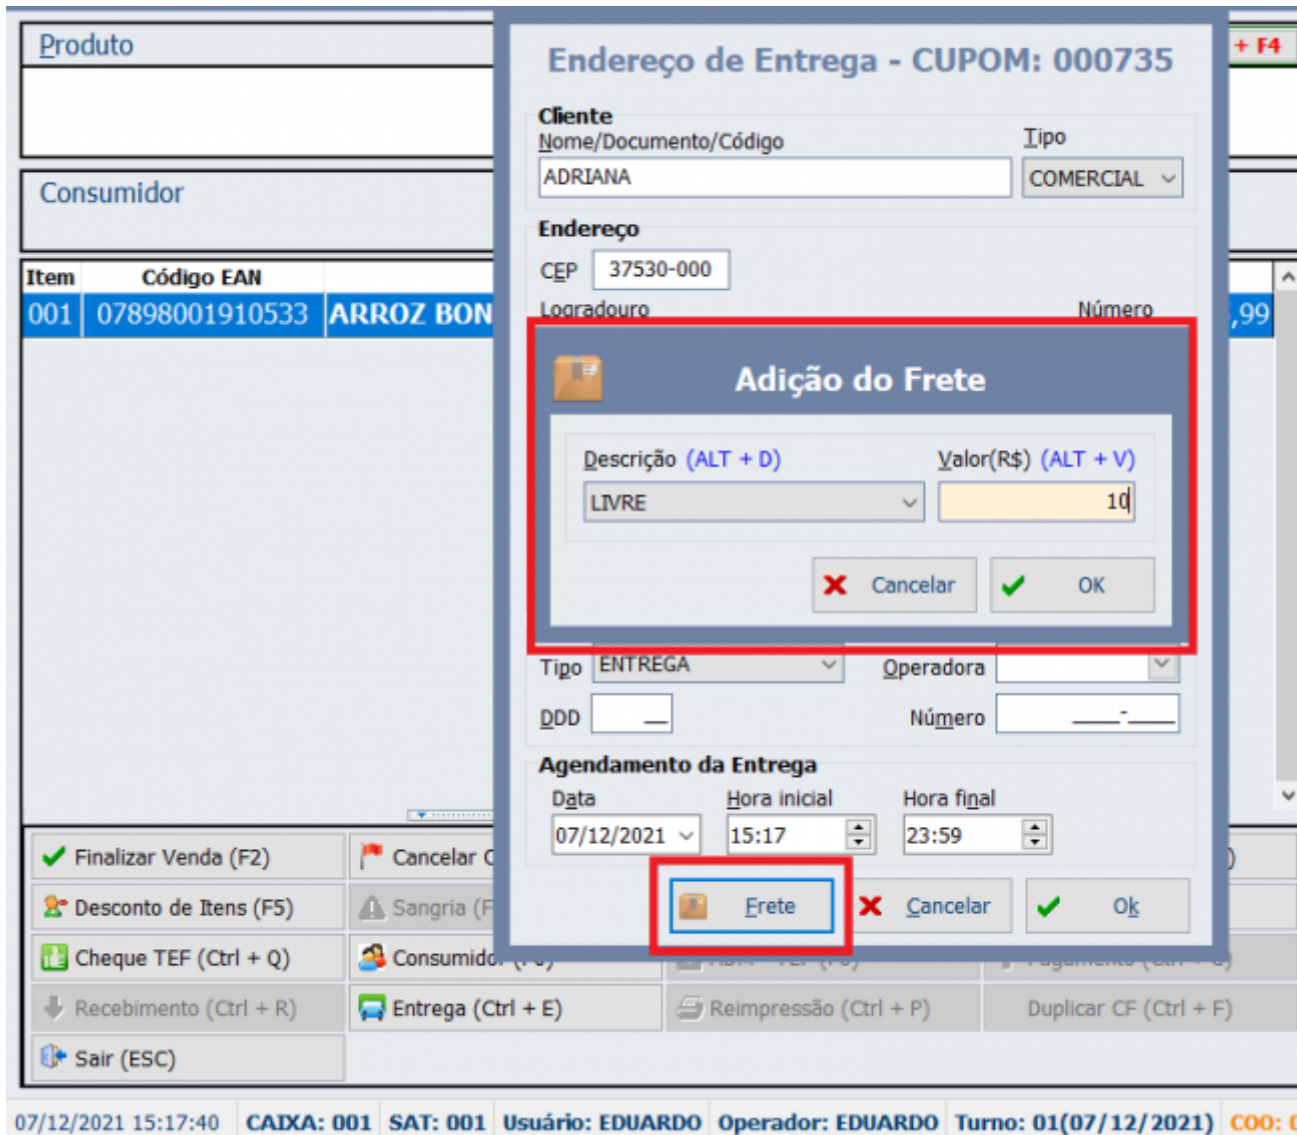 Produto
+ F4
Consumidor
Item Código EAN
001 07898001910533 ARROZ BON ,99
Endereço de Entrega - CUPOM: 000735
Cliente
Nome/Documento/Código Tipo
ADRIANA COMERCIAL
Endereço
CEP 37530-000
Logradouro Número
Adição do Frete
Descrição (ALT + D) Valor(R$) (ALT + V)
LIVRE 10
Cancelar OK
Tipo ENTREGA Operadora
DDD __ Número ____-____
Agendamento da Entrega
Data Hora inicial Hora final
07/12/2021 15:17 23:59
Frete Cancelar Ok
Finalizar Venda (F2) Cancelar C )
Desconto de Itens (F5) Sangria (F
Cheque TEF (Ctrl + Q) Consumidor
Recebimento (Ctrl + R) Entrega (Ctrl + E) Reimpressão (Ctrl + P) Duplicar CF (Ctrl + F)
Sair (ESC)
07/12/2021 15:17:40 CAIXA: 001 SAT: 001 Usuário: EDUARDO Operador: EDUARDO Turno: 01(07/12/2021) COO: